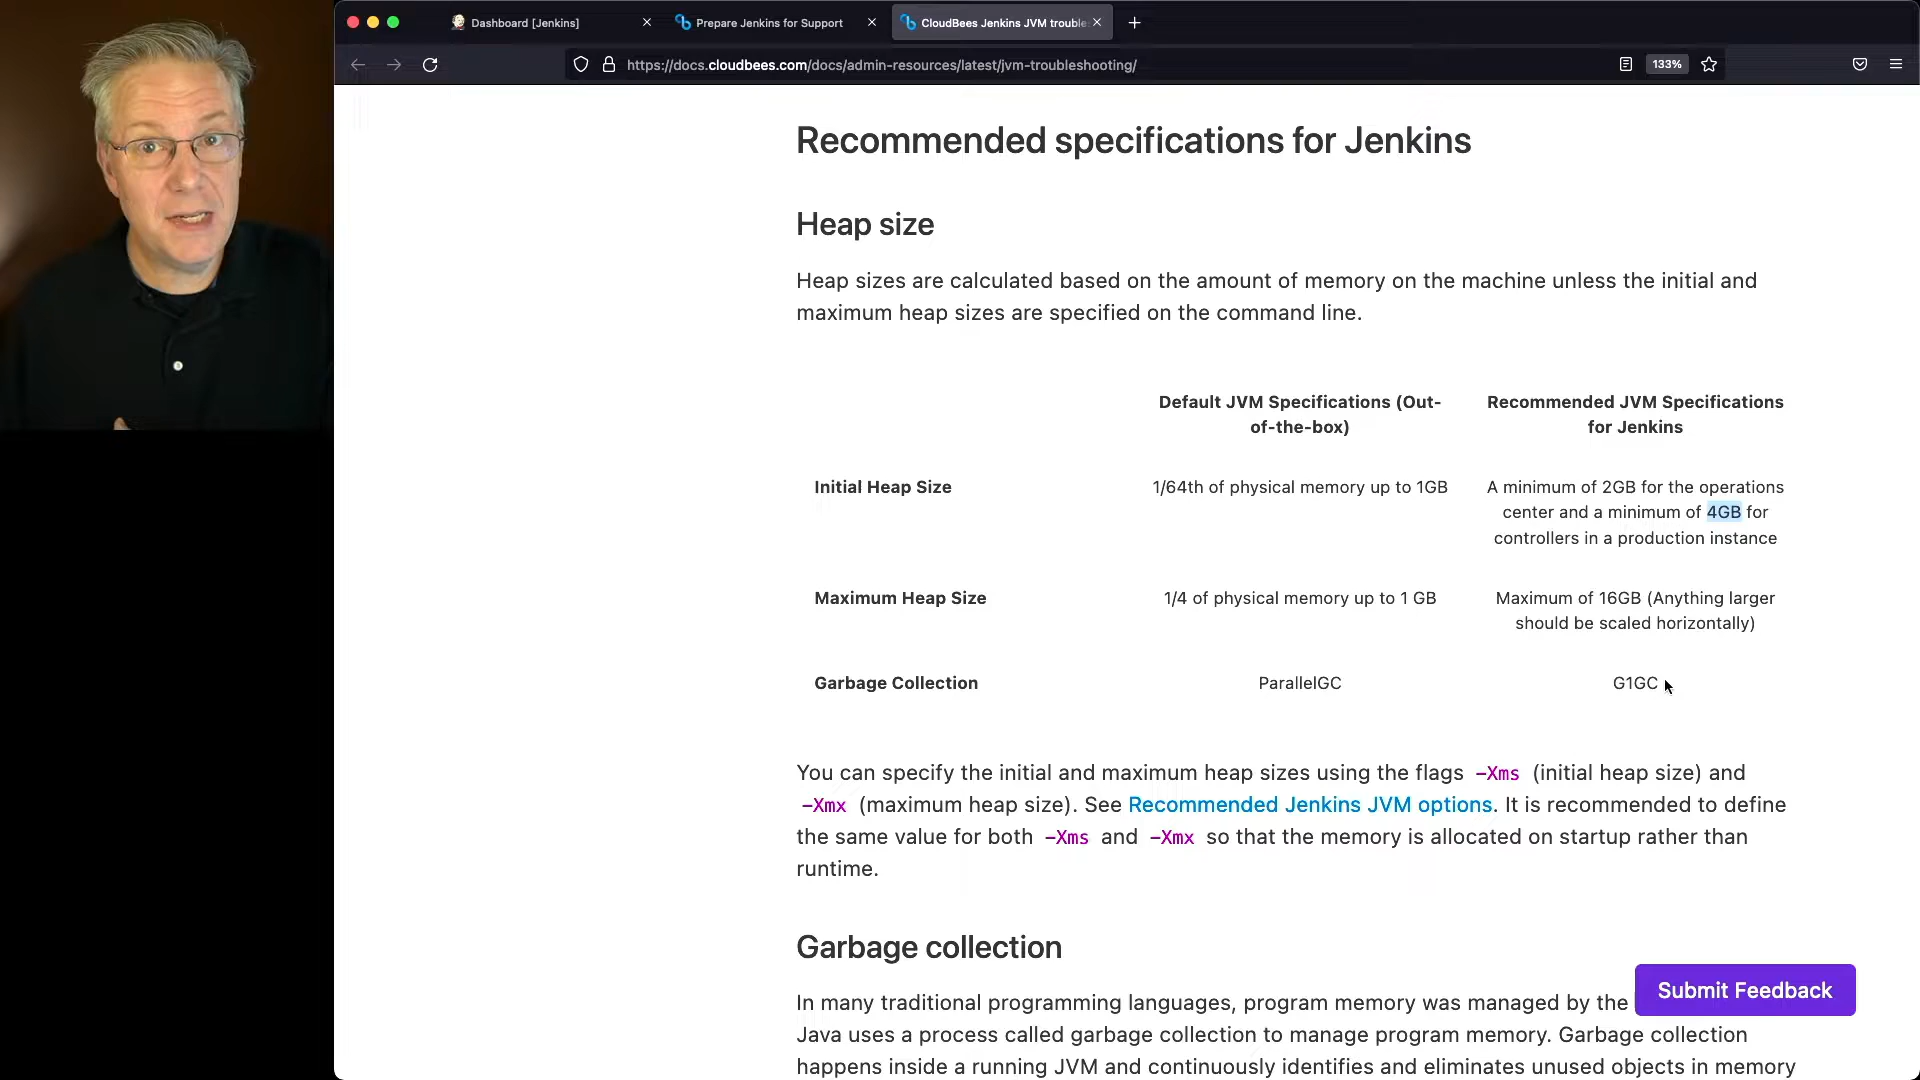 Dashboard [Jenkins]
Prepare Jenkins for Support
CloudBees Jenkins JVM trouble
https://docs.cloudbees.com/docs/admin-resources/latest/jvm-troubleshooting/
133%
Recommended specifications for Jenkins
Heap size
Heap sizes are calculated based on the amount of memory on the machine unless the initial and
maximum heap sizes are specified on the command line.
Default JVM Specifications (Out-
of-the-box)
Recommended JVM Specifications
for Jenkins
Initial Heap Size
1/64th of physical memory up to 1GB
A minimum of 2GB for the operations
center and a minimum of 4GB for
controllers in a production instance
Maximum Heap Size
1/4 of physical memory up to 1 GB
Maximum of 16GB (Anything larger
should be scaled horizontally)
Garbage Collection
ParallelGC
G1GC
You can specify the initial and maximum heap sizes using the flags -Xms (initial heap size) and
-Xmx (maximum heap size). See Recommended Jenkins JVM options. It is recommended to define
the same value for both -Xms and -Xmx so that the memory is allocated on startup rather than
runtime.
Garbage collection
In many traditional programming languages, program memory was managed by the
Submit Feedback
Java uses a process called garbage collection to manage program memory. Garbage collection
happens inside a running JVM and continuously identifies and eliminates unused objects in memory